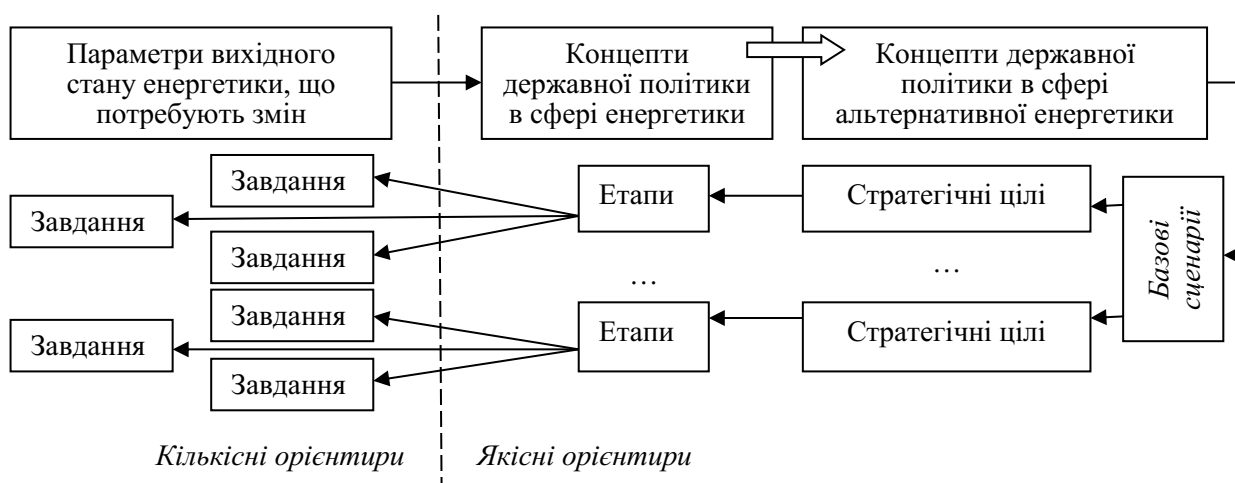 Параметри вихідного
стану енергетики, що
потребують змін
Концепти
державної політики
в сфері енергетики
Концепти державної
політики в сфері
альтернативної енергетики
Завдання
Завдання
Завдання
Етапи
Стратегічні цілі
Базові
сценарії
…
…
Завдання
Завдання
Завдання
Етапи
Стратегічні цілі
Кількісні орієнтири
Якісні орієнтири